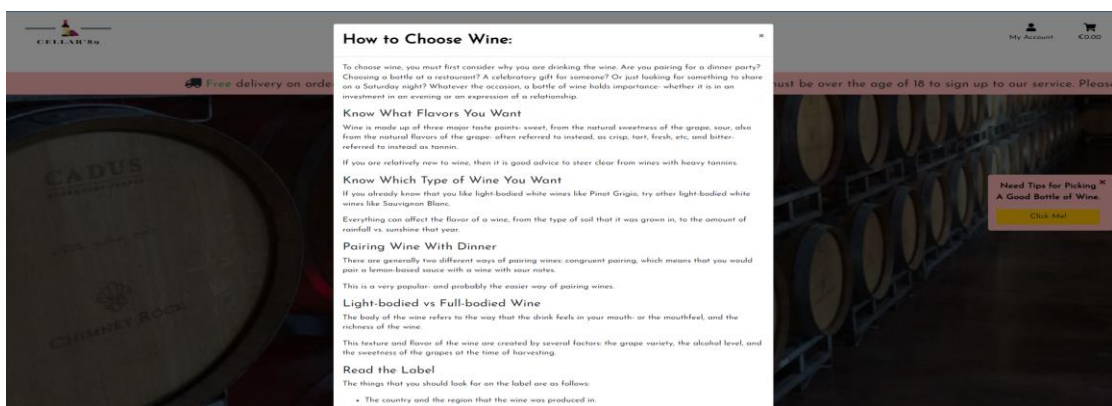 CELLAR'89
My Account
€0.00
Free delivery on orde
must be over the age of 18 to sign up to our service. Pleas
How to Choose Wine:
×
To choose wine, you must first consider why you are drinking the wine. Are you pairing for a dinner party?
Choosing a bottle at a restaurant? A celebratory gift for someone? Or just looking for something to share
on a Saturday night? Whatever the occasion, a bottle of wine holds importance- whether it is in an
investment in an evening or an expression of a relationship.
Know What Flavors You Want
Wine is made up of three major taste points- sweet, from the natural sweetness of the grape, sour, also
from the natural flavors of the grape- often referred to instead, as crisp, tart, fresh, etc, and bitter-
referred to instead as tannin.
If you are relatively new to wine, then it is good advice to steer clear from wines with heavy tannins.
Know Which Type of Wine You Want
If you already know that you like light-bodied white wines like Pinot Grigio, try other light-bodied white
wines like Sauvignon Blanc.
Everything can affect the flavor of a wine, from the type of soil that it was grown in, to the amount of
rainfall vs. sunshine that year.
Pairing Wine With Dinner
There are generally two different ways of pairing wines: congruent pairing, which means that you would
pair a lemon-based sauce with a wine with sour notes.
This is a very popular- and probably the easier way of pairing wines.
Light-bodied vs Full-bodied Wine
The body of the wine refers to the way that the drink feels in your mouth- or the mouthfeel, and the
richness of the wine.
This texture and flavor of the wine are created by several factors: the grape variety, the alcohol level, and
the sweetness of the grapes at the time of harvesting.
Read the Label
The things that you should look for on the label are as follows:
• The country and the region that the wine was produced in.
Need Tips for Picking ×
A Good Bottle of Wine.
Click Me!
CADUS
CHIMNEY ROCK